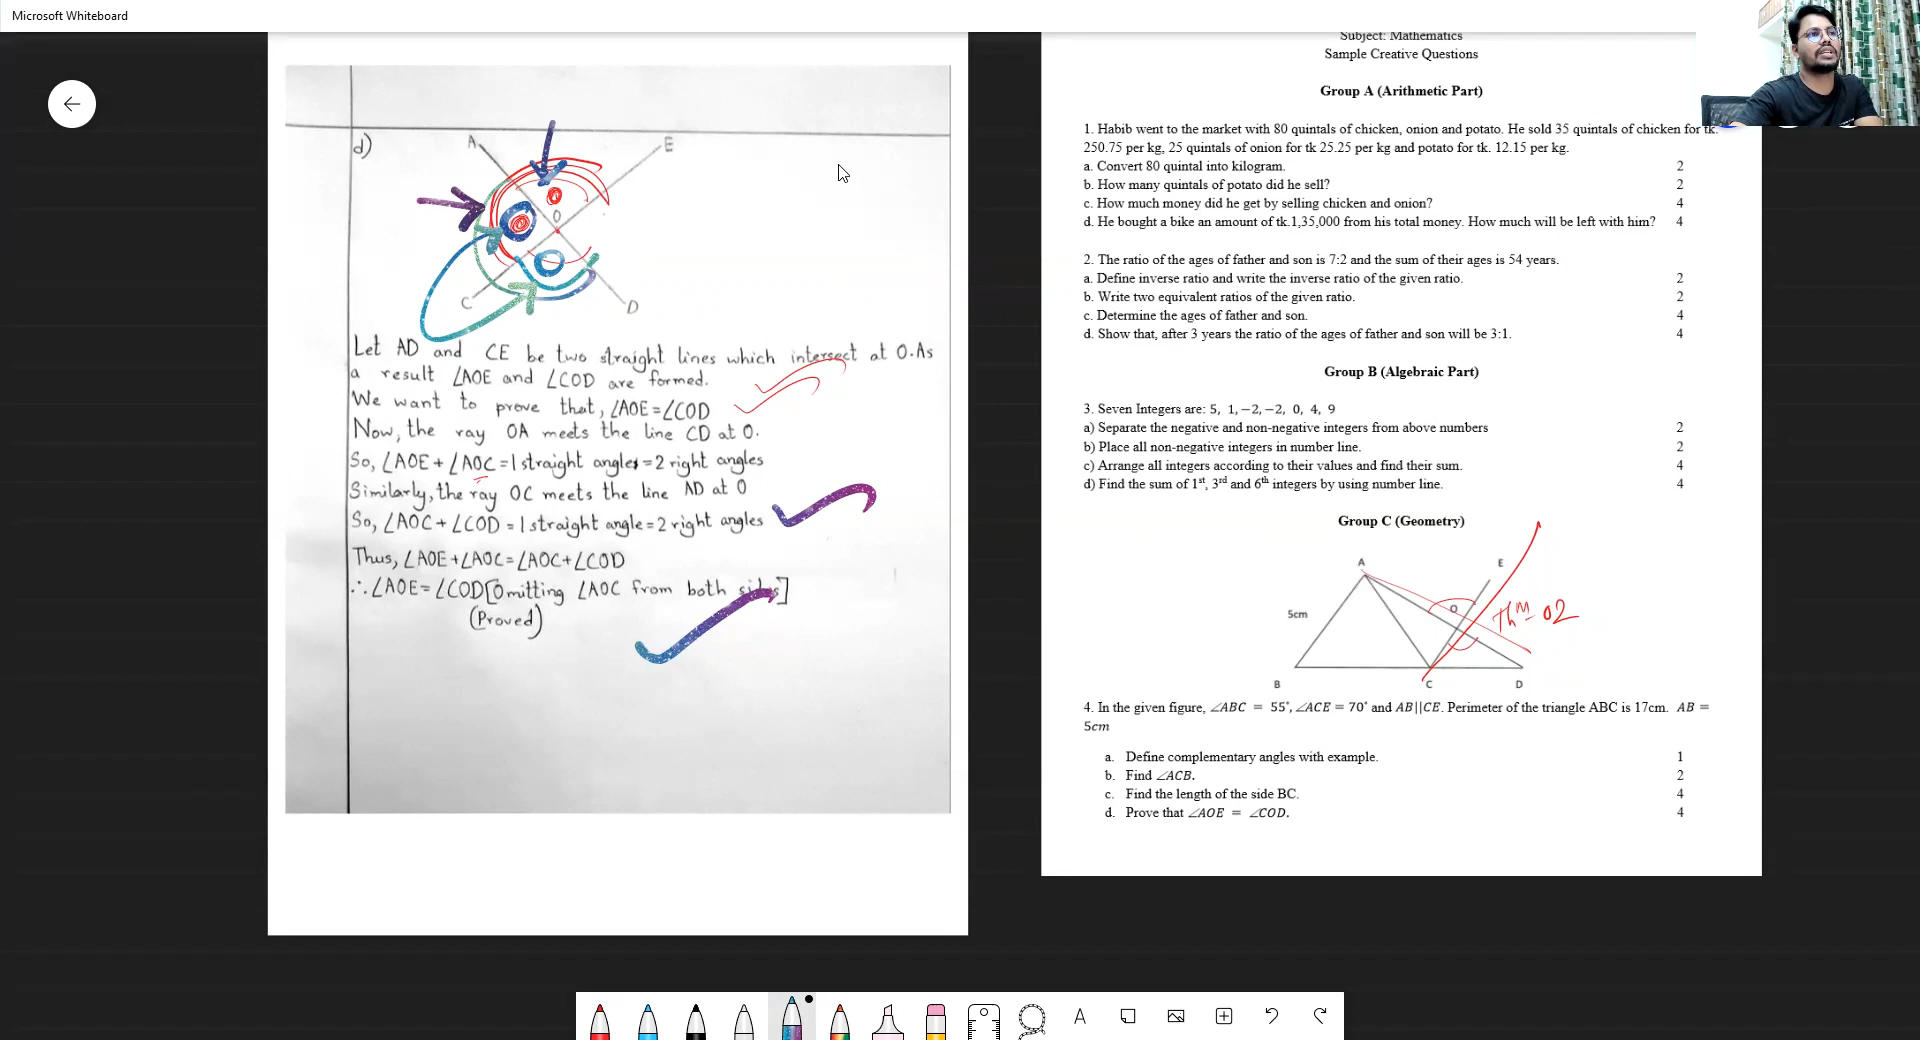 Microsoft Whiteboard
d)
A
E
O
C
D
Let AD and CE be two straight lines which intersect at O. As
a result ∠AOE and ∠COD are formed.
We want to prove that, ∠AOE=∠COD
Now, the ray OA meets the line CD at O.
So, ∠AOE+∠AOC=1 straight angles=2 right angles
Similarly, the ray OC meets the line AD at O
So, ∠AOC+∠COD=1 straight angle=2 right angles
Thus, ∠AOE+∠AOC=∠AOC+∠COD
∴∠AOE=∠COD[Omitting ∠AOC from both sides]
(Proved)
Subject: Mathematics
Sample Creative Questions
Group A (Arithmetic Part)
1. Habib went to the market with 80 quintals of chicken, onion and potato. He sold 35 quintals of chicken for tk.
250.75 per kg, 25 quintals of onion for tk 25.25 per kg and potato for tk. 12.15 per kg.
a. Convert 80 quintal into kilogram. 2
b. How many quintals of potato did he sell? 2
c. How much money did he get by selling chicken and onion? 4
d. He bought a bike an amount of tk.1,35,000 from his total money. How much will be left with him? 4
2. The ratio of the ages of father and son is 7:2 and the sum of their ages is 54 years.
a. Define inverse ratio and write the inverse ratio of the given ratio. 2
b. Write two equivalent ratios of the given ratio. 2
c. Determine the ages of father and son. 4
d. Show that, after 3 years the ratio of the ages of father and son will be 3:1. 4
Group B (Algebraic Part)
3. Seven Integers are: 5, 1, −2, −2, 0, 4, 9
a) Separate the negative and non-negative integers from above numbers 2
b) Place all non-negative integers in number line. 2
c) Arrange all integers according to their values and find their sum. 4
d) Find the sum of 1st, 3rd and 6th integers by using number line. 4
Group C (Geometry)
A
E
5cm
O
Thm 02
B
C
D
4. In the given figure, ∠ABC = 55°, ∠ACE = 70° and AB||CE. Perimeter of the triangle ABC is 17cm. AB =
5cm
a. Define complementary angles with example. 1
b. Find ∠ACB. 2
c. Find the length of the side BC. 4
d. Prove that ∠AOE = ∠COD. 4
A